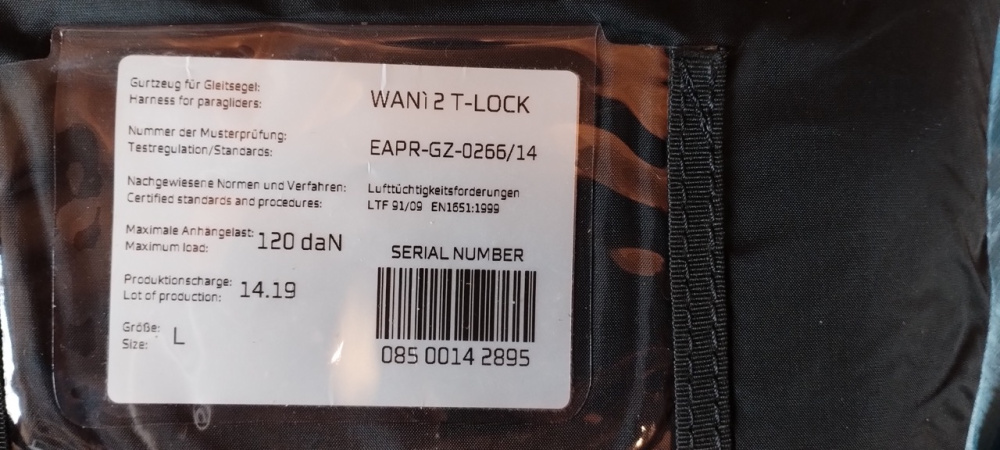 Gurtzeug für Gleitsegel:
Harness for paragliders:
WANI 2 T-LOCK
Nummer der Musterprüfung:
Testregulation/Standards:
EAPR-GZ-0266/14
Nachgewiesene Normen und Verfahren:
Certified standards and procedures:
Lufttüchtigkeitsforderungen
LTF 91/09 EN1651:1999
Maximale Anhängelast:
Maximum load:
120 daN
Produktionscharge:
Lot of production:
14.19
Größe:
Size:
L
SERIAL NUMBER
085 0014 2895